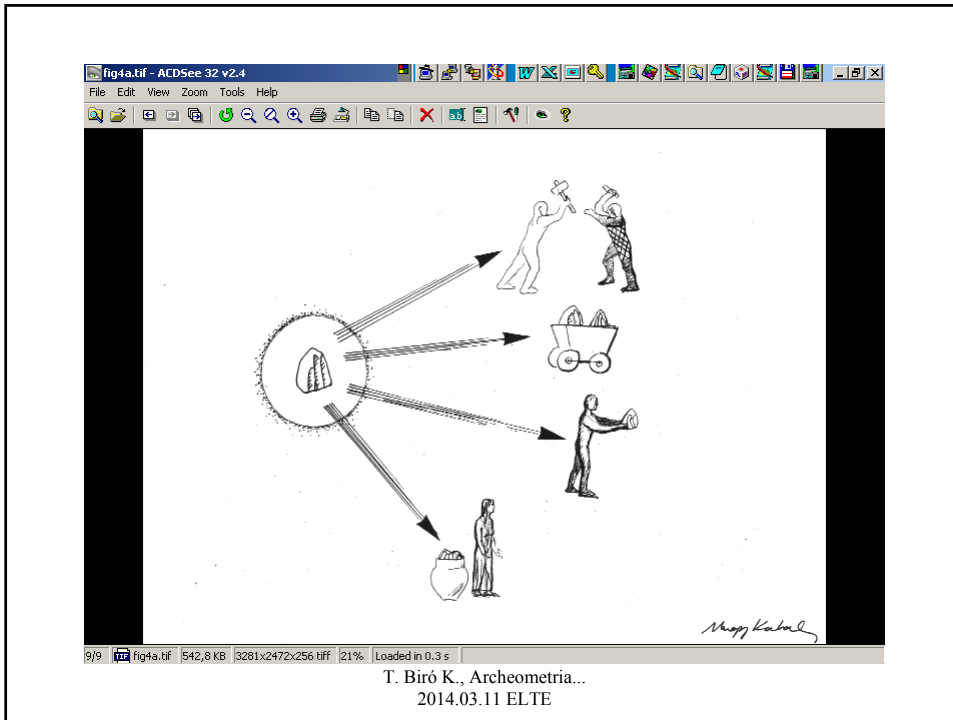 fig4a.tif - ACDSee 32 v2.4
File Edit View Zoom Tools Help
9/9 fig4a.tif 542,8 KB 3281x2472x256 tiff 21% Loaded in 0.3 s
T. Biró K., Archeometria...
2014.03.11 ELTE